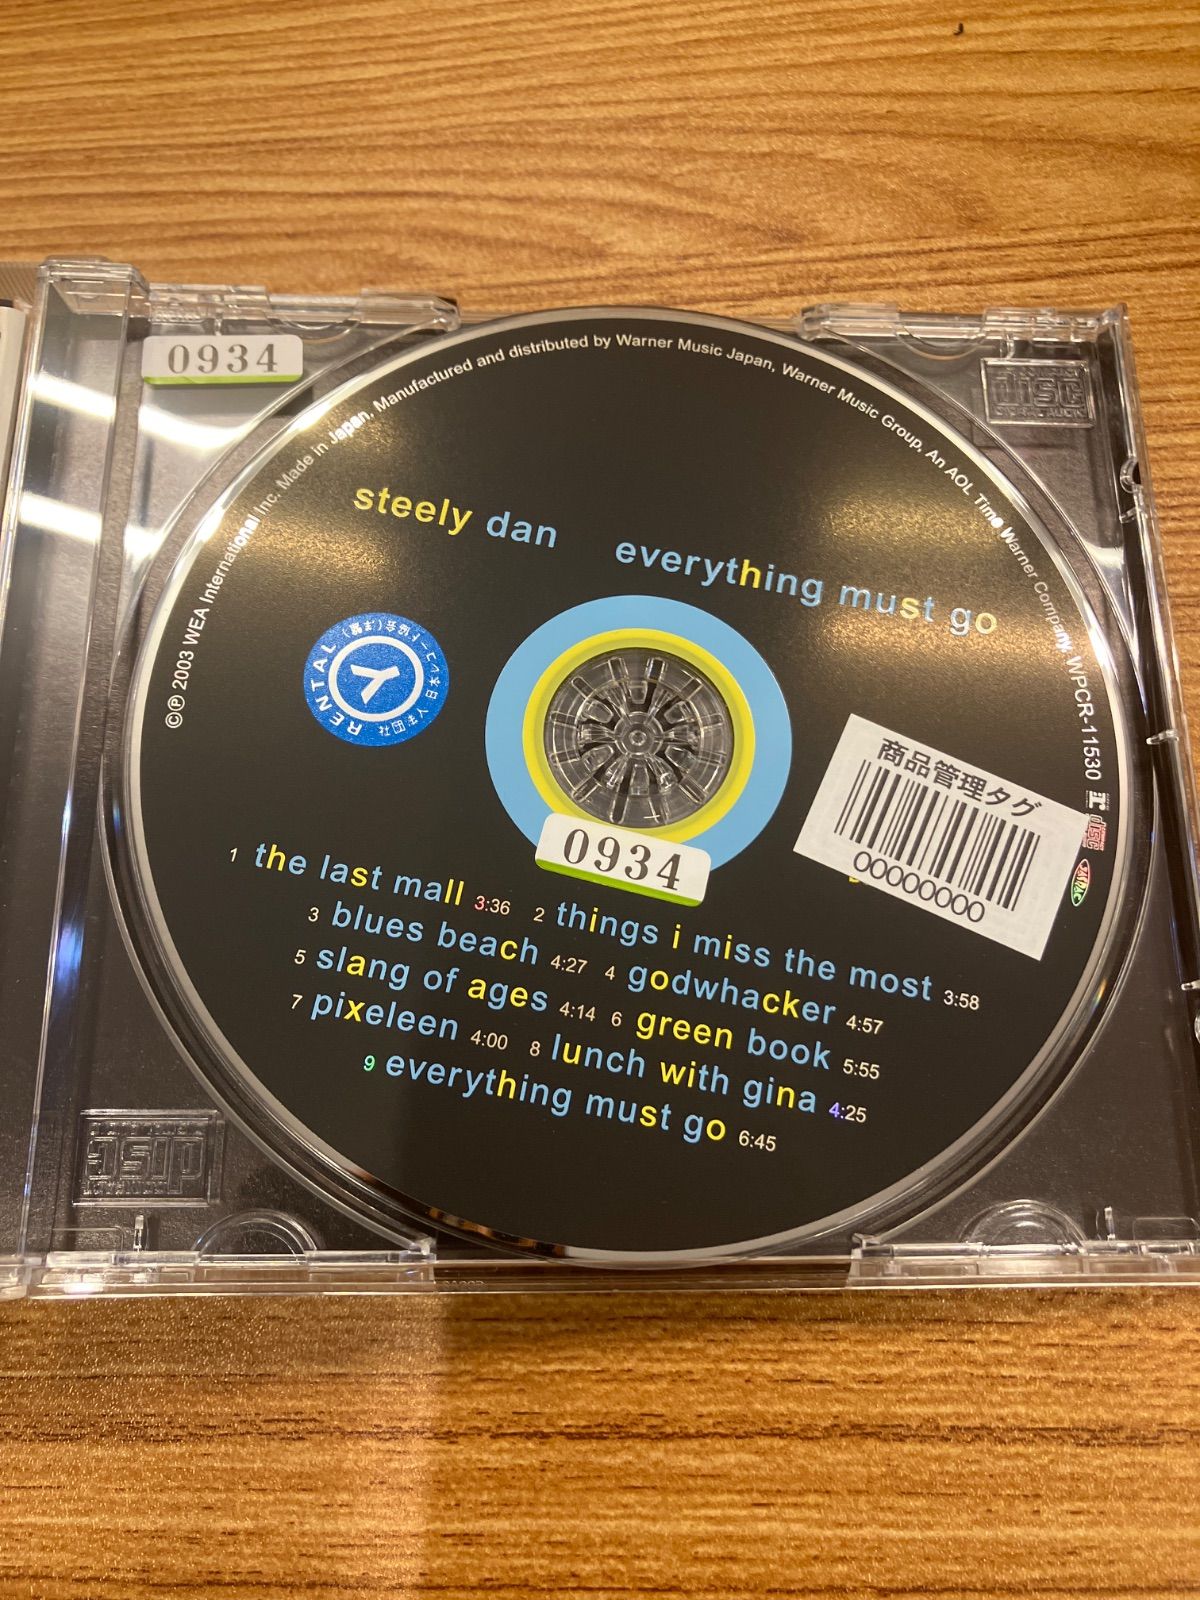 0934
©℗ 2003 WEA International Inc. Made in Japan. Manufactured and distributed by Warner Music Japan, Warner Music Group, An AOL Time Warner Company. WPCR-11530
steely dan everything must go
RENTAL
商品管理タグ
00000000
0934
1 the last mall 3:36 2 things i miss the most 3:58
3 blues beach 4:27 4 godwhacker 4:57
5 slang of ages 4:14 6 green book 5:55
7 pixeleen 4:00 8 lunch with gina 4:25
9 everything must go 6:45
disc
disc
disc
JASRAC